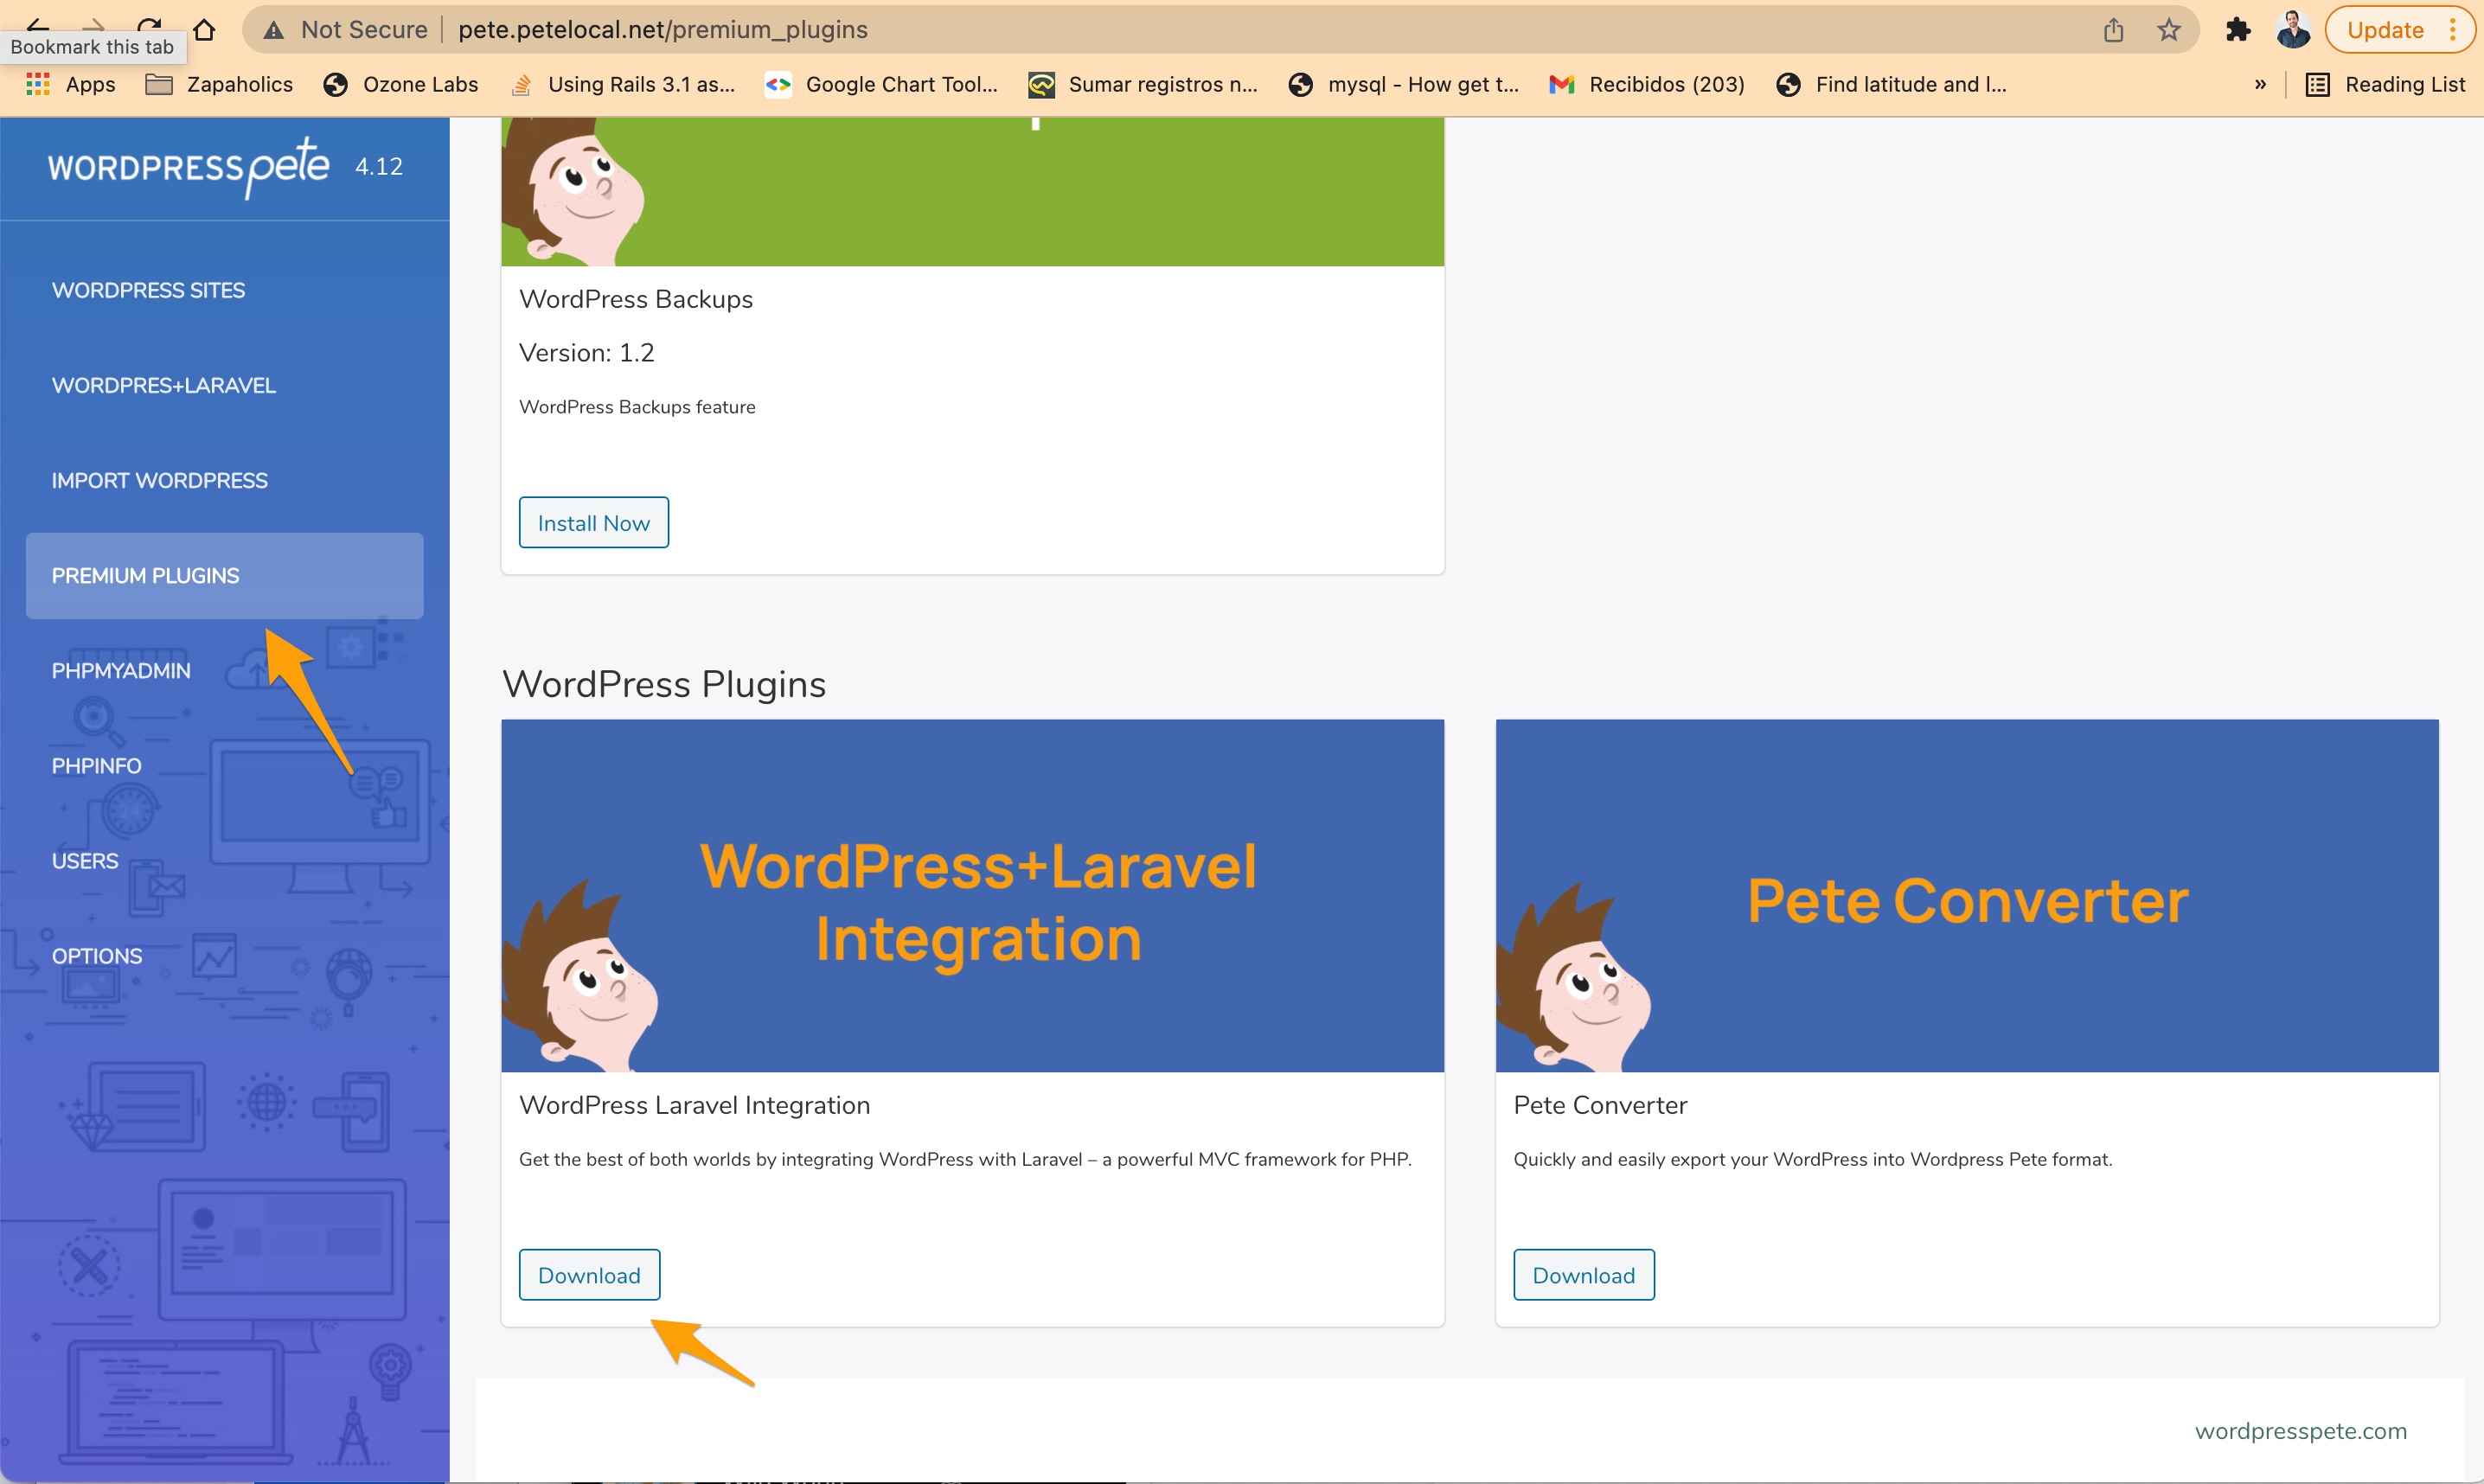 Not Secure pete.petelocal.net/premium_plugins Update
Bookmark this tab
Apps Zapaholics Ozone Labs Using Rails 3.1 as... Google Chart Tool... Sumar registros n... mysql - How get t... Recibidos (203) Find latitude and l... » Reading List
WORDPRESS pete 4.12
WORDPRESS SITES
WORDPRES+LARAVEL
IMPORT WORDPRESS
PREMIUM PLUGINS
PHPMYADMIN
PHPINFO
USERS
OPTIONS
WordPress Backups
Version: 1.2
WordPress Backups feature
Install Now
WordPress Plugins
WordPress+Laravel
Integration
WordPress Laravel Integration
Get the best of both worlds by integrating WordPress with Laravel – a powerful MVC framework for PHP.
Download
Pete Converter
Pete Converter
Quickly and easily export your WordPress into Wordpress Pete format.
Download
wordpresspete.com